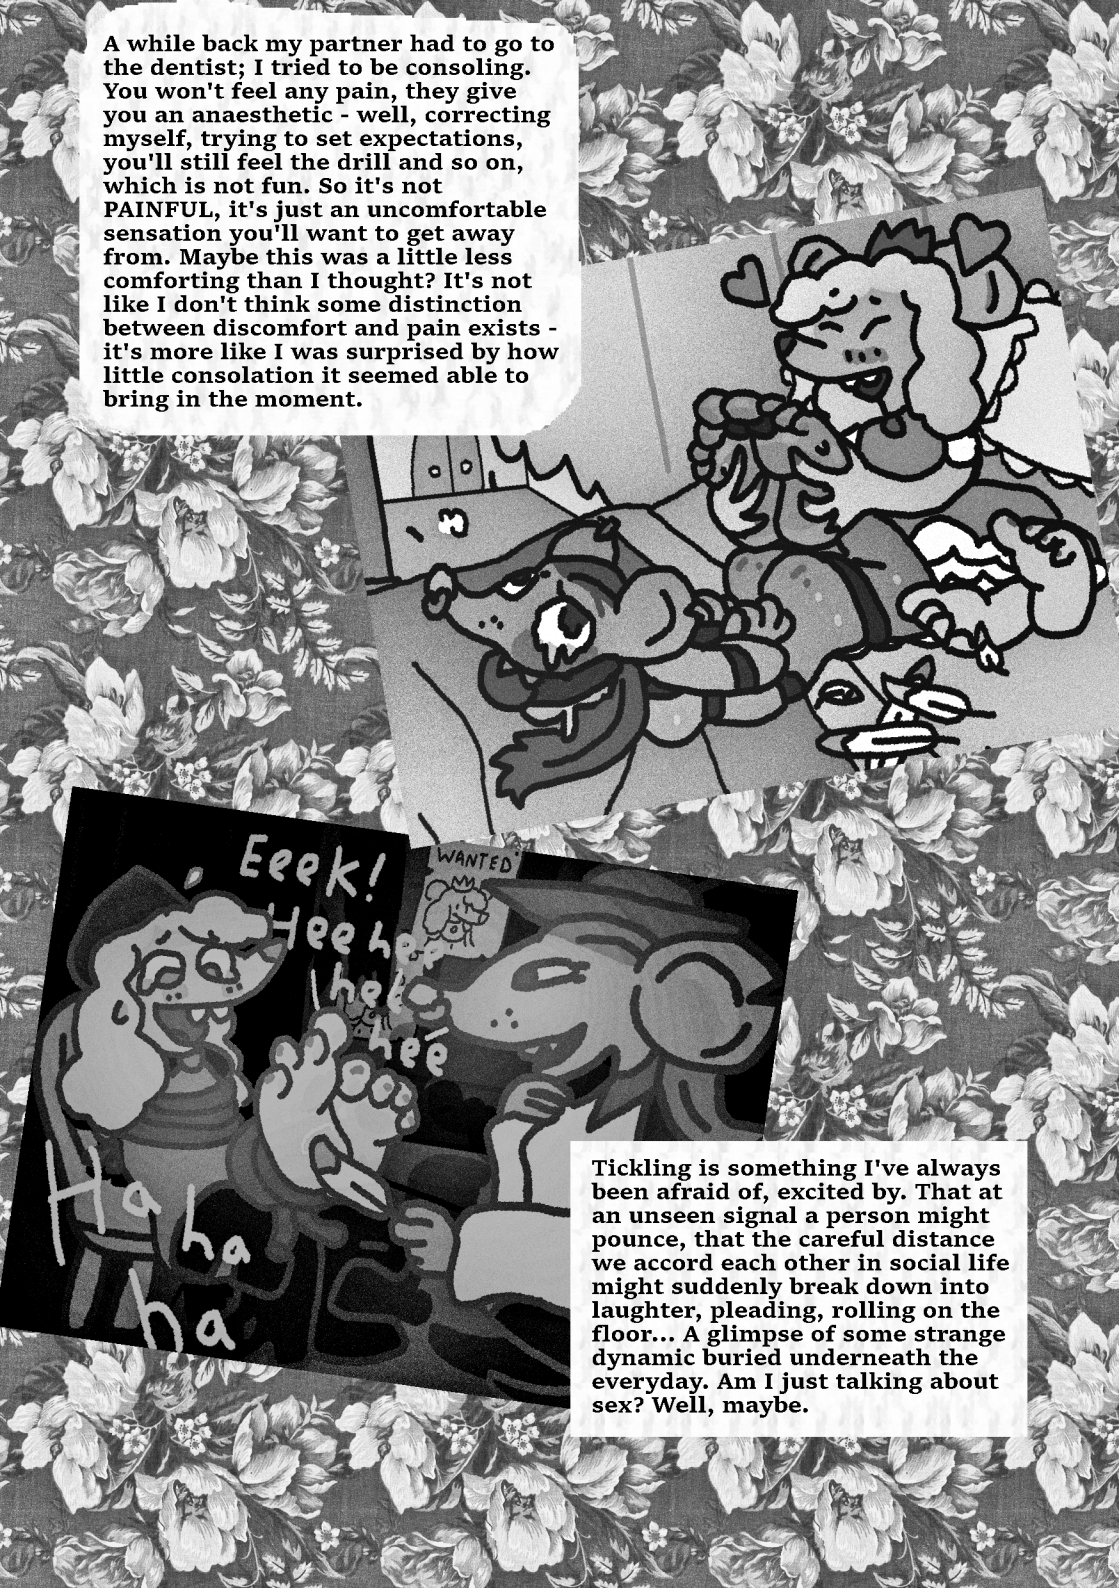 A while back my partner had to go to
the dentist; I tried to be consoling.
You won't feel any pain, they give
you an anaesthetic - well, correcting
myself, trying to set expectations,
you'll still feel the drill and so on,
which is not fun. So it's not
PAINFUL, it's just an uncomfortable
sensation you'll want to get away
from. Maybe this was a little less
comforting than I thought? It's not
like I don't think some distinction
between discomfort and pain exists -
it's more like I was surprised by how
little consolation it seemed able to
bring in the moment.
WANTED
Eeek!
Hee hee
hee
hee
Ha
ha
ha
Tickling is something I've always
been afraid of, excited by. That at
an unseen signal a person might
pounce, that the careful distance
we accord each other in social life
might suddenly break down into
laughter, pleading, rolling on the
floor... A glimpse of some strange
dynamic buried underneath the
everyday. Am I just talking about
sex? Well, maybe.